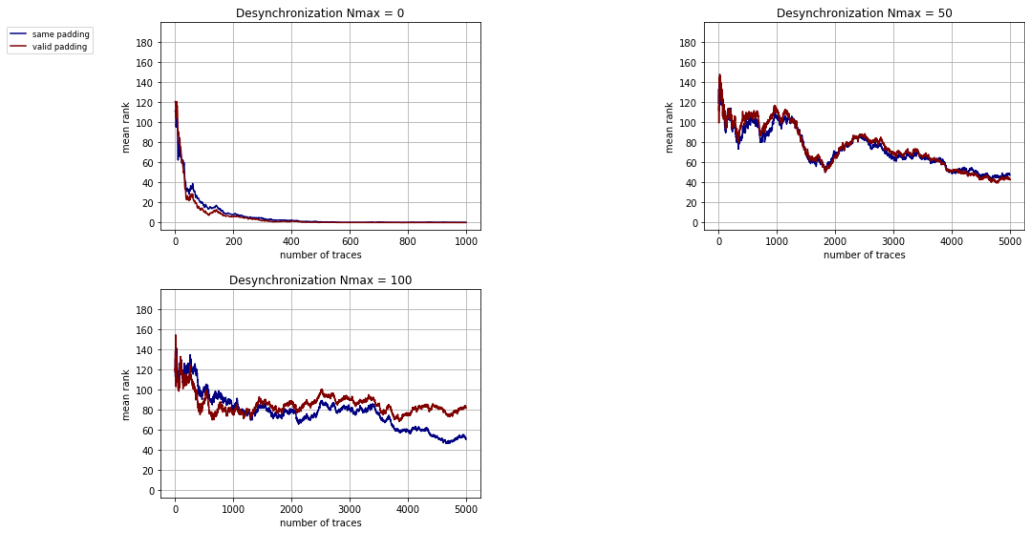 same padding
valid padding
Desynchronization Nmax = 0
180
160
140
120
100
80
60
40
20
0
mean rank
0 200 400 600 800 1000
number of traces
Desynchronization Nmax = 50
180
160
140
120
100
80
60
40
20
0
mean rank
0 1000 2000 3000 4000 5000
number of traces
Desynchronization Nmax = 100
180
160
140
120
100
80
60
40
20
0
mean rank
0 1000 2000 3000 4000 5000
number of traces